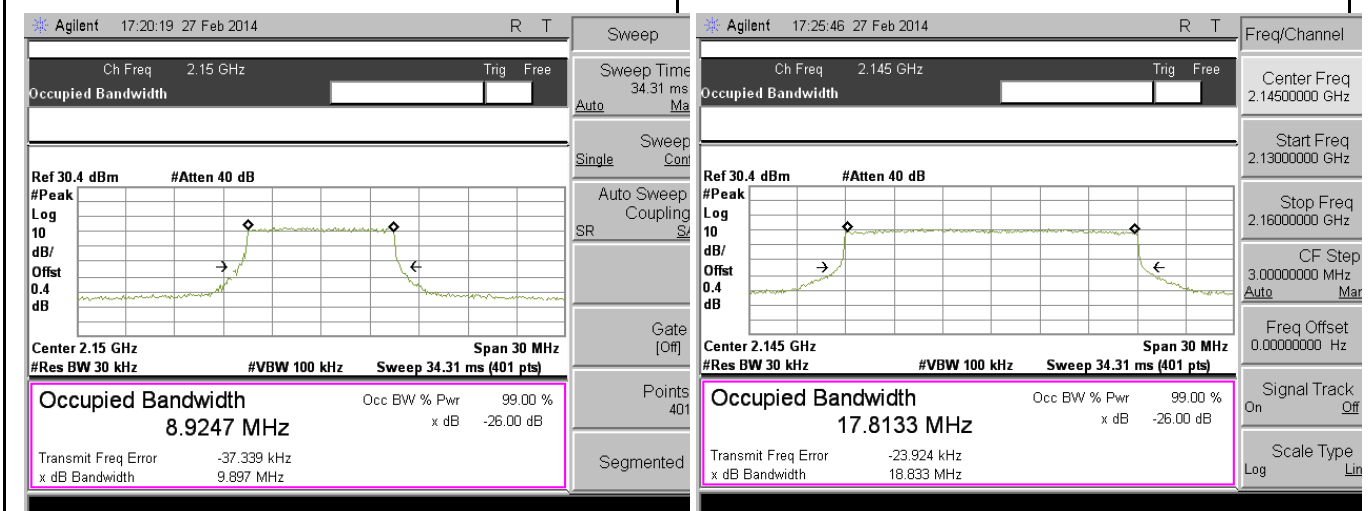 Agilent 17:20:19 27 Feb 2014 R T
Sweep
Ch Freq 2.15 GHz Trig Free
Occupied Bandwidth
Sweep Time
34.31 ms
Auto Ma
Sweep
Single Cont
Ref 30.4 dBm #Atten 40 dB
#Peak
Log
10
dB/
Offst
0.4
dB
Auto Sweep
Coupling
SR SA
Center 2.15 GHz Span 30 MHz
#Res BW 30 kHz #VBW 100 kHz Sweep 34.31 ms (401 pts)
Gate
[Off]
Occupied Bandwidth Occ BW % Pwr 99.00 %
8.9247 MHz x dB -26.00 dB
Transmit Freq Error -37.339 kHz
x dB Bandwidth 9.897 MHz
Points
401
Segmented
Agilent 17:25:46 27 Feb 2014 R T
Freq/Channel
Ch Freq 2.145 GHz Trig Free
Occupied Bandwidth
Center Freq
2.14500000 GHz
Start Freq
2.13000000 GHz
Ref 30.4 dBm #Atten 40 dB
#Peak
Log
10
dB/
Offst
0.4
dB
Stop Freq
2.16000000 GHz
CF Step
3.00000000 MHz
Auto Man
Center 2.145 GHz Span 30 MHz
#Res BW 30 kHz #VBW 100 kHz Sweep 34.31 ms (401 pts)
Freq Offset
0.00000000 Hz
Occupied Bandwidth Occ BW % Pwr 99.00 %
17.8133 MHz x dB -26.00 dB
Transmit Freq Error -23.924 kHz
x dB Bandwidth 18.833 MHz
Signal Track
On Off
Scale Type
Log Lin